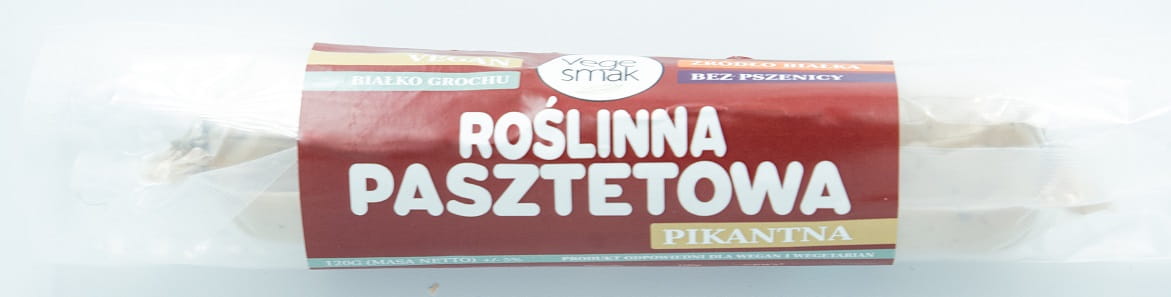 VEGAN
BIAŁKO GROCHU
Vege
smak
ŹRÓDŁO BIAŁKA
BEZ PSZENICY
ROŚLINNA
PASZTETOWA
PIKANTNA
120G (MASA NETTO) +/- 5%
PRODUKT ODPOWIEDNI DLA WEGAN I WEGETARIAN